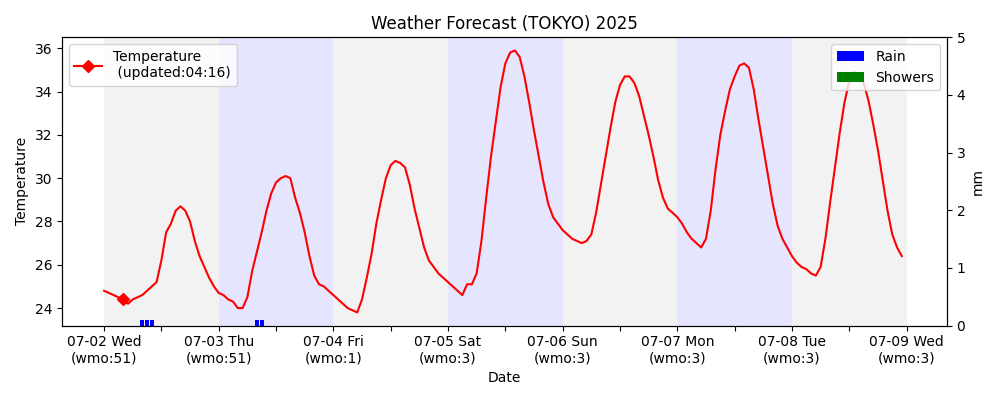 Weather Forecast (TOKYO) 2025
Temperature
(updated:04:16)
Rain
Showers
36
34
32
30
28
26
24
Temperature
5
4
3
2
1
0
mm
07-02 Wed
(wmo:51)
07-03 Thu
(wmo:51)
07-04 Fri
(wmo:1)
07-05 Sat
(wmo:3)
07-06 Sun
(wmo:3)
07-07 Mon
(wmo:3)
07-08 Tue
(wmo:3)
07-09 Wed
(wmo:3)
Date